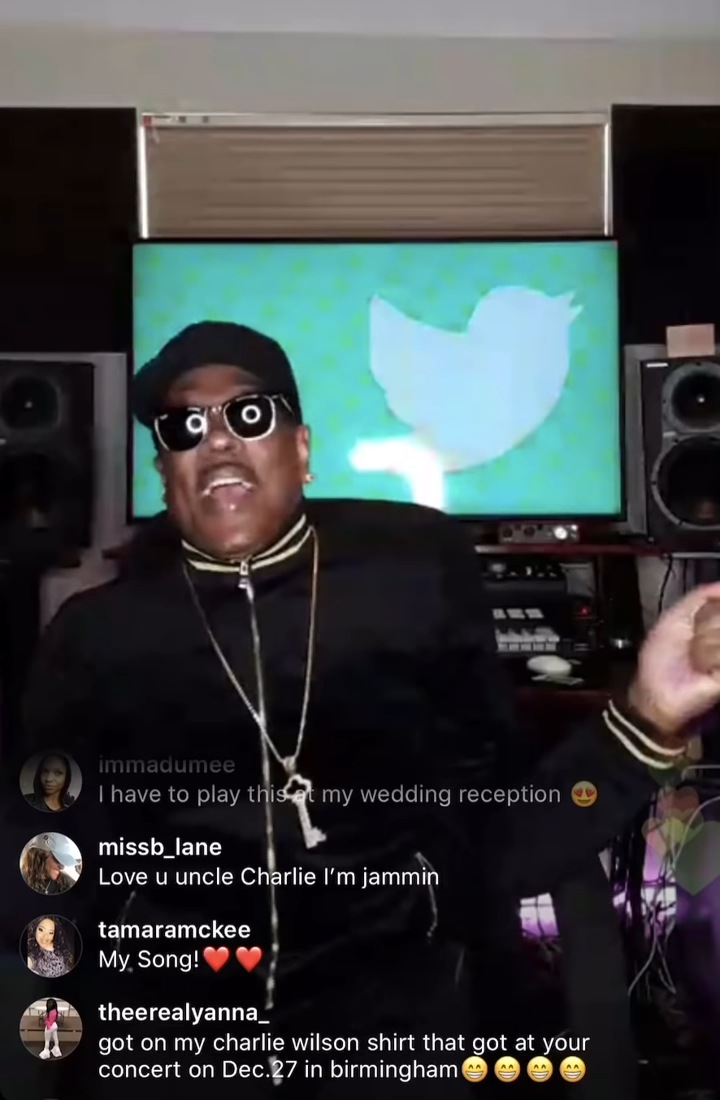 immadumee
I have to play this at my wedding reception 😍
missb_lane
Love u uncle Charlie I'm jammin
tamaramckee
My Song!❤️❤️
theerealyanna_
got on my charlie wilson shirt that got at your
concert on Dec.27 in birmingham😁😁😁😁